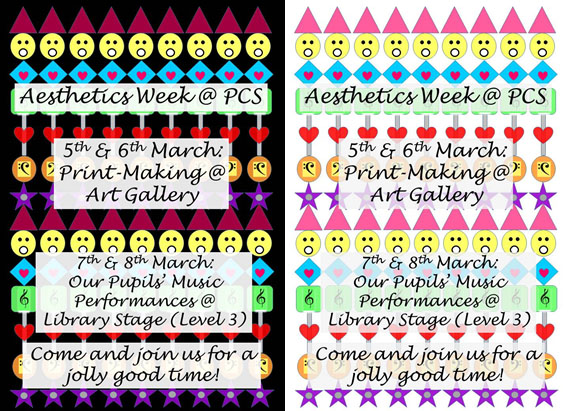 Aesthetics Week @ PCS
5th & 6th March:
Print-Making @
Art Gallery
7th & 8th March:
Our Pupils' Music
Performances @
Library Stage (Level 3)
Come and join us for a
jolly good time!
Aesthetics Week @ PCS
5th & 6th March:
Print-Making @
Art Gallery
7th & 8th March:
Our Pupils' Music
Performances @
Library Stage (Level 3)
Come and join us for a
jolly good time!